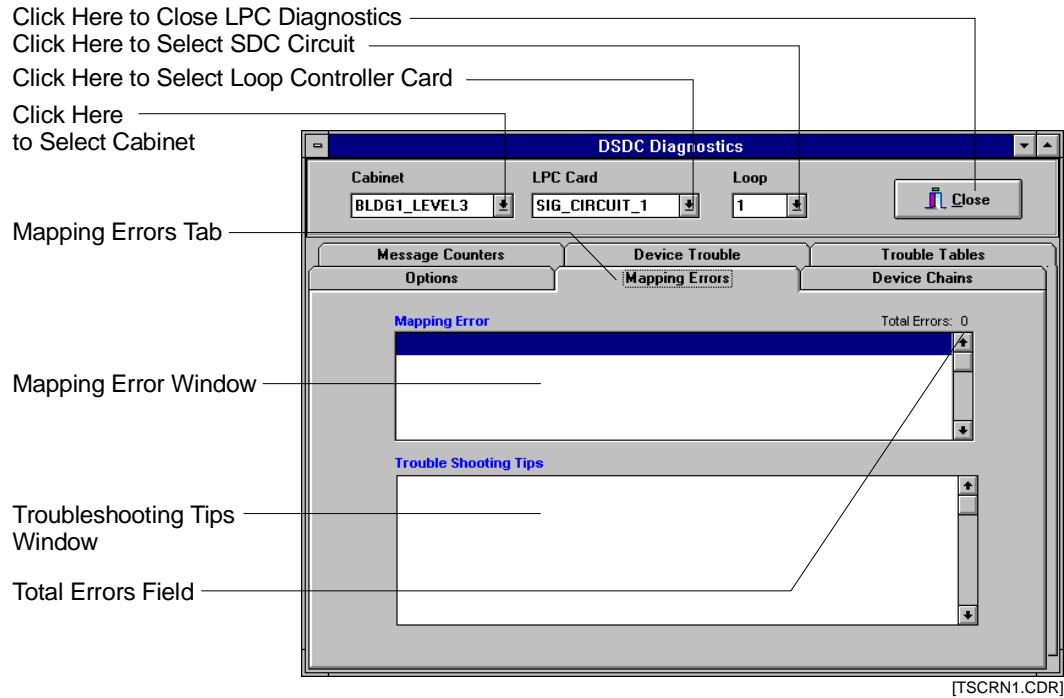 Click Here to Close LPC Diagnostics
Click Here to Select SDC Circuit
Click Here to Select Loop Controller Card
Click Here
to Select Cabinet
DSDC Diagnostics
Cabinet
LPC Card
Loop
BLDG1_LEVEL3
SIG_CIRCUIT_1
1
Close
Mapping Errors Tab
Message Counters
Device Trouble
Trouble Tables
Options
Mapping Errors
Device Chains
Mapping Error
Total Errors: 0
Mapping Error Window
Trouble Shooting Tips
Troubleshooting Tips
Window
Total Errors Field
[TSCRN1.CDR]